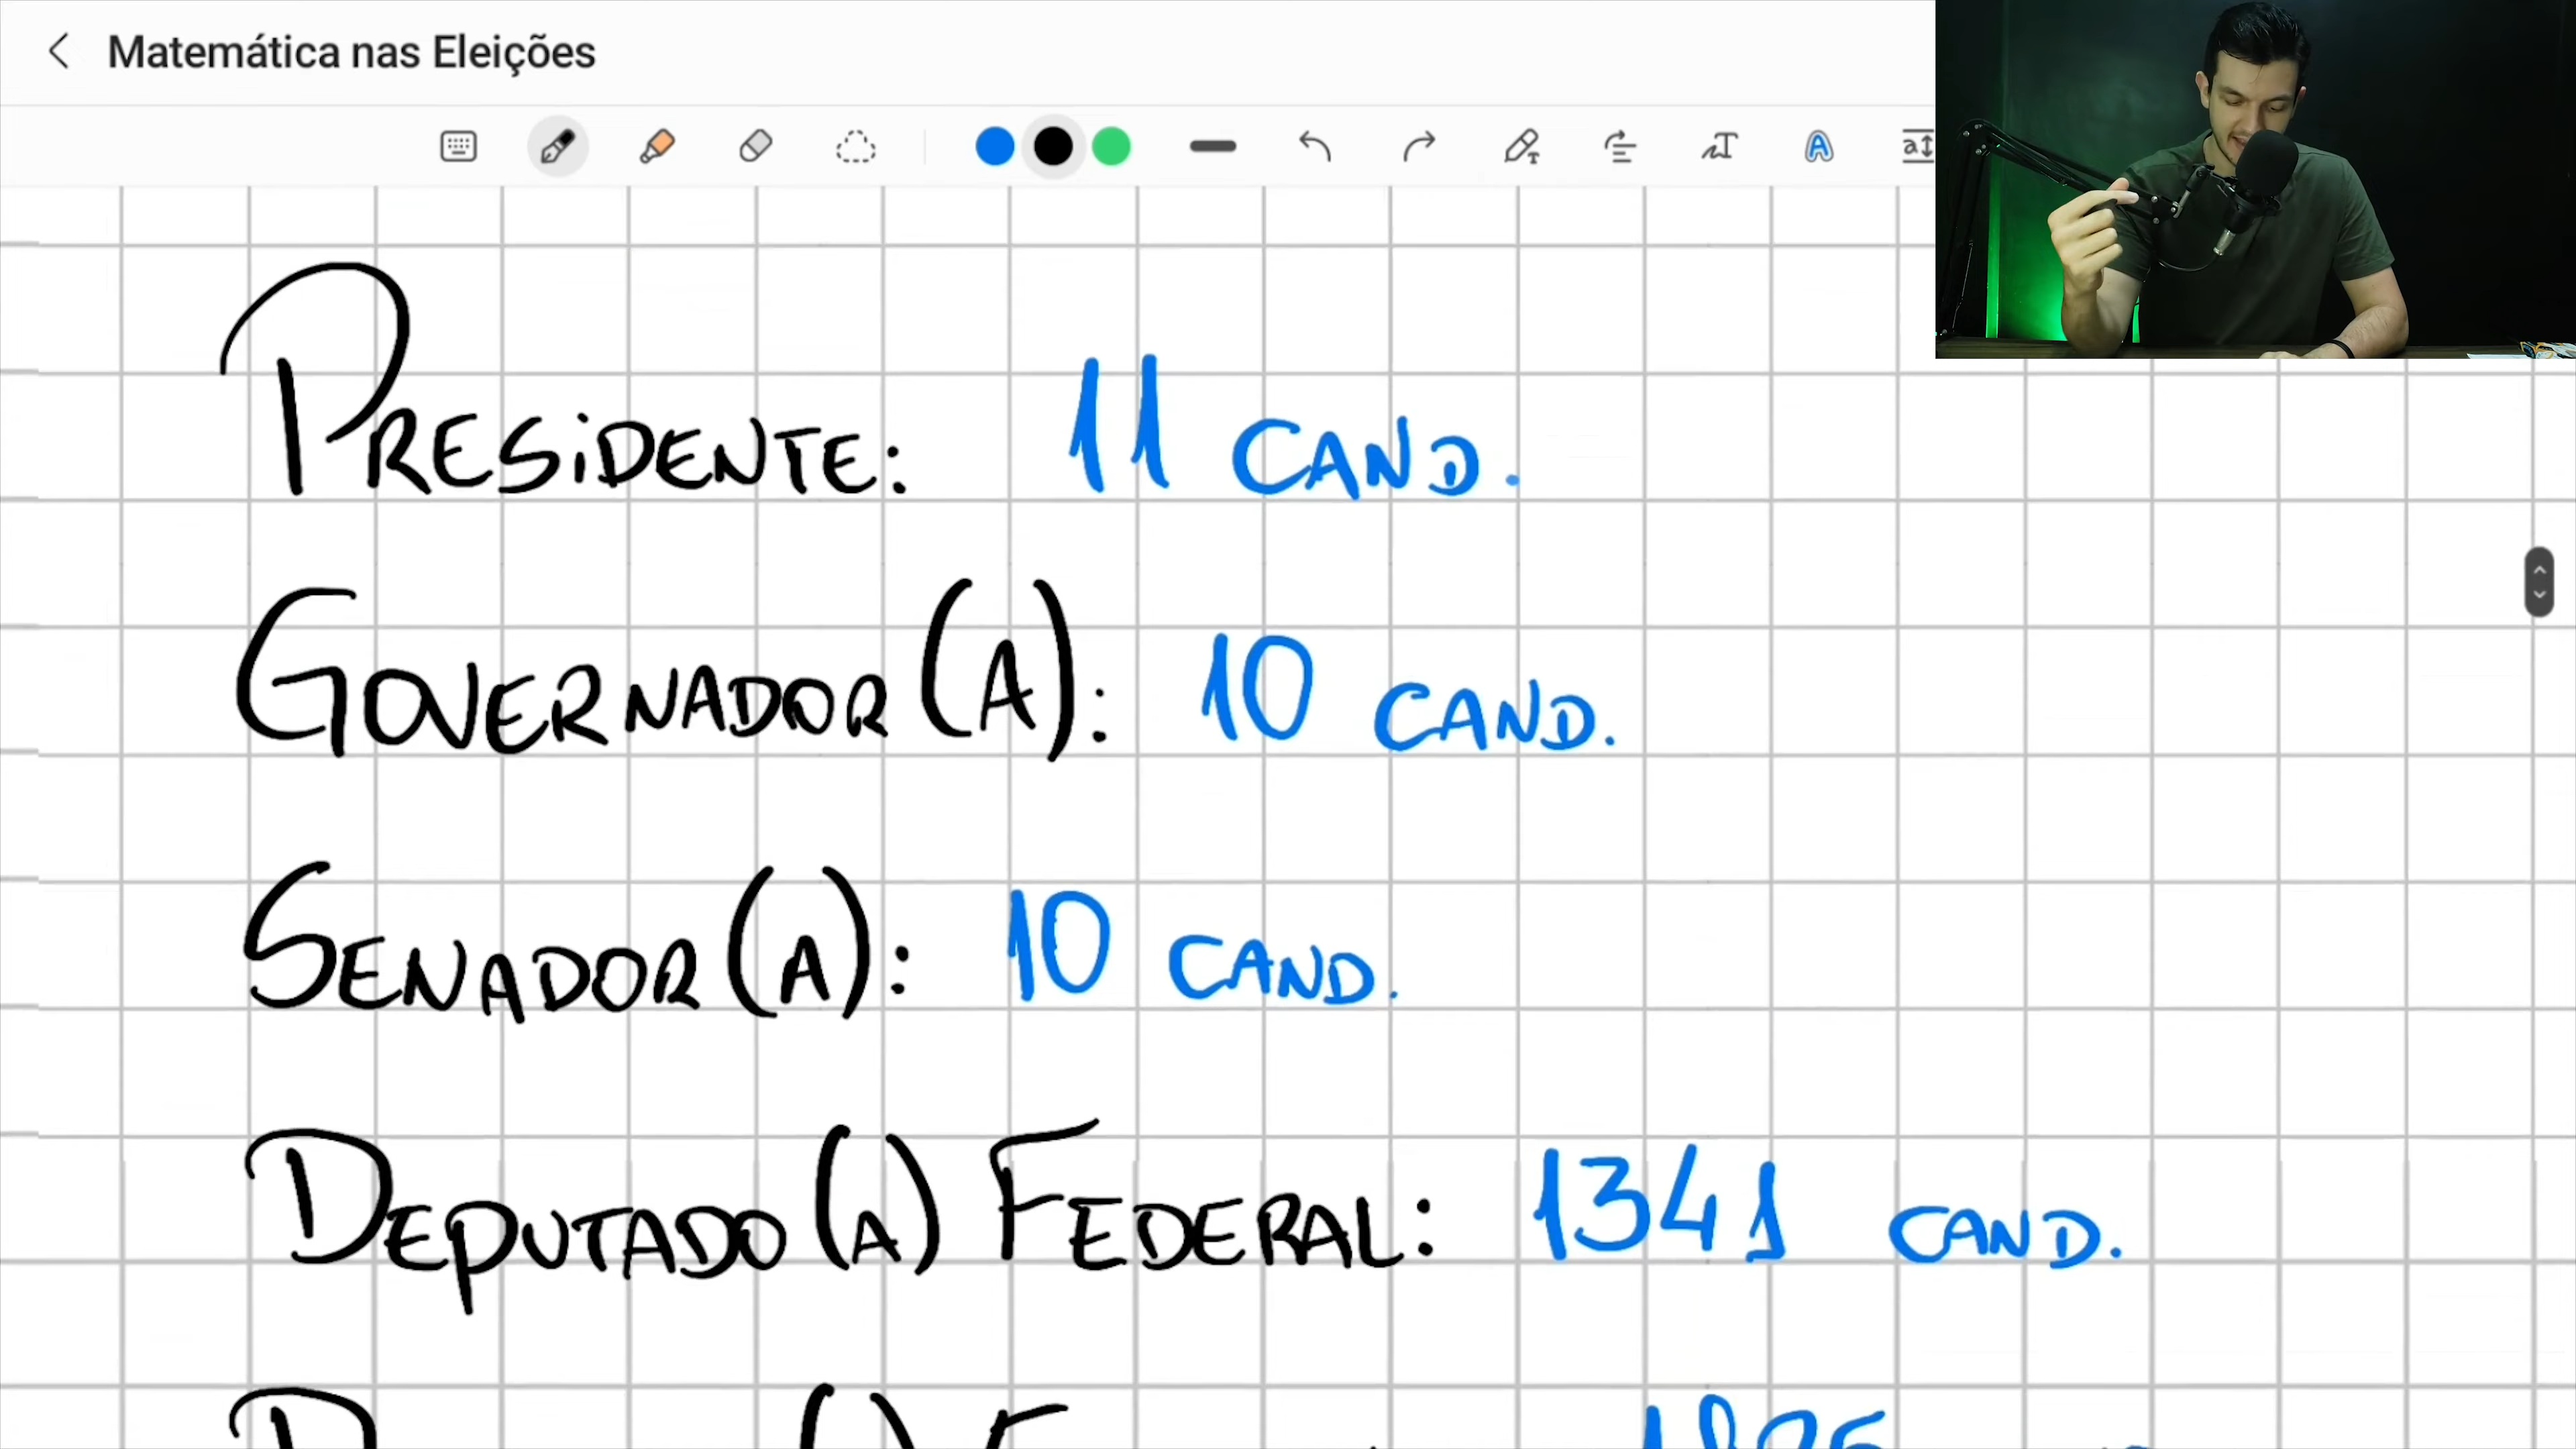 Matemática nas Eleições
PRESiDENTE: 11 CAND.
GOVERNADOR(A): 10 CAND.
SENADOR(A): 10 CAND.
DEPUTADO(A) FEDERAL: 1341 CAND.